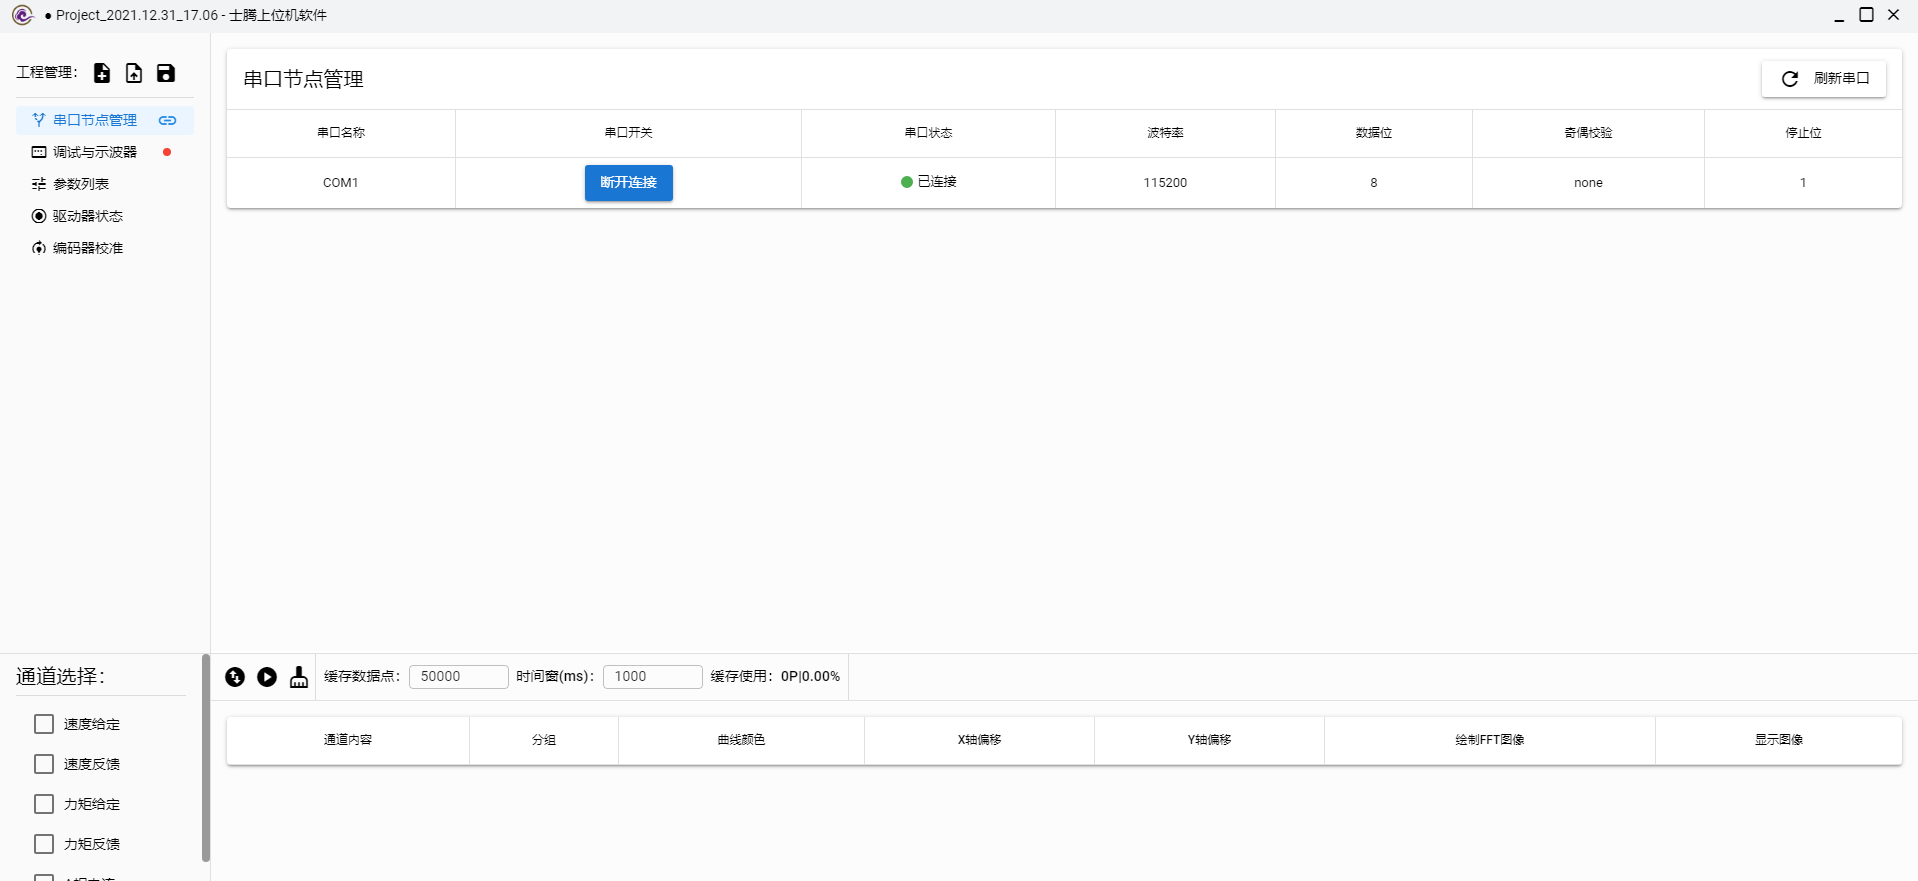 ● Project_2021.12.31_17.06 - 士腾上位机软件
工程管理：
串口节点管理
调试与示波器
参数列表
驱动器状态
编码器校准
串口节点管理
刷新串口
串口名称 串口开关 串口状态 波特率 数据位 奇偶校验 停止位
COM1 断开连接 已连接 115200 8 none 1
通道选择：
速度给定
速度反馈
力矩给定
力矩反馈
缓存数据点： 50000 时间窗(ms)： 1000 缓存使用：0P|0.00%
通道内容 分组 曲线颜色 X轴偏移 Y轴偏移 绘制FFT图像 显示图像